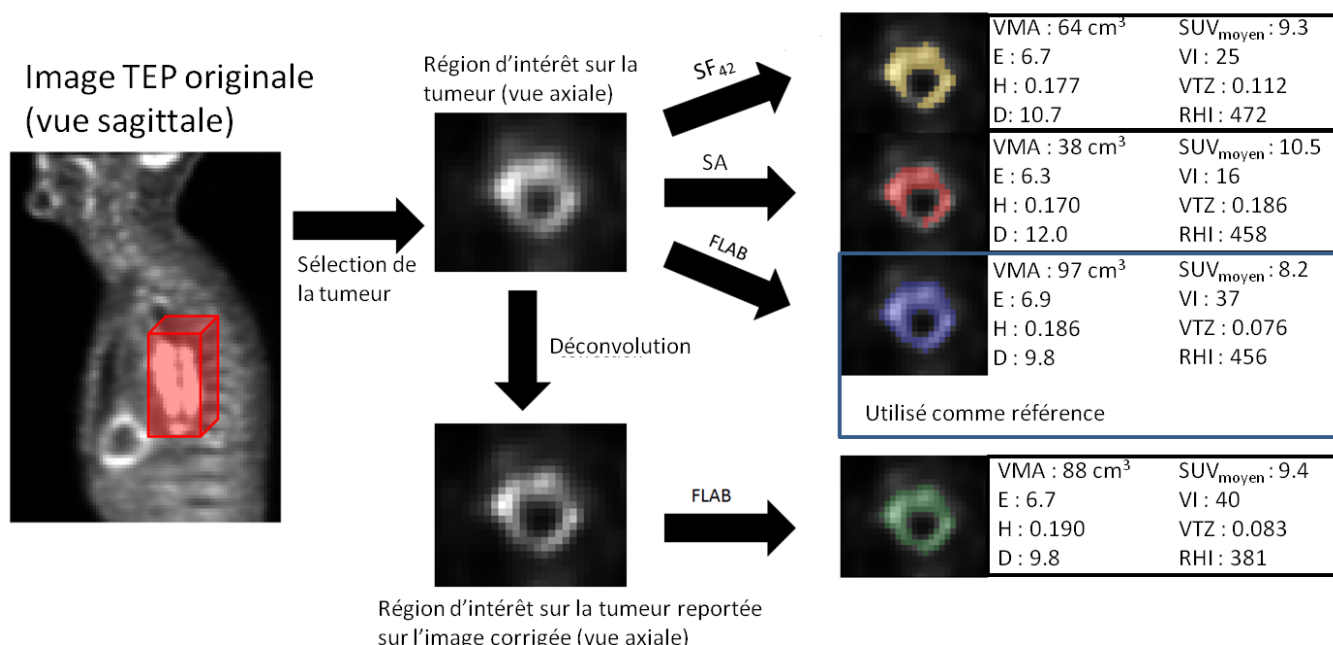 Image TEP originale
(vue sagittale)
Sélection de
la tumeur
Région d'intérêt sur la
tumeur (vue axiale)
Déconvolution
Région d'intérêt sur la tumeur reportée
sur l'image corrigée (vue axiale)
SF₄₂
SA
FLAB
FLAB
VMA : 64 cm³ SUVmoyen : 9.3
E : 6.7 VI : 25
H : 0.177 VTZ : 0.112
D: 10.7 RHI : 472
VMA : 38 cm³ SUVmoyen : 10.5
E : 6.3 VI : 16
H : 0.170 VTZ : 0.186
D : 12.0 RHI : 458
VMA : 97 cm³ SUVmoyen : 8.2
E : 6.9 VI : 37
H : 0.186 VTZ : 0.076
D : 9.8 RHI : 456
Utilisé comme référence
VMA : 88 cm³ SUVmoyen : 9.4
E : 6.7 VI : 40
H : 0.190 VTZ : 0.083
D : 9.8 RHI : 381